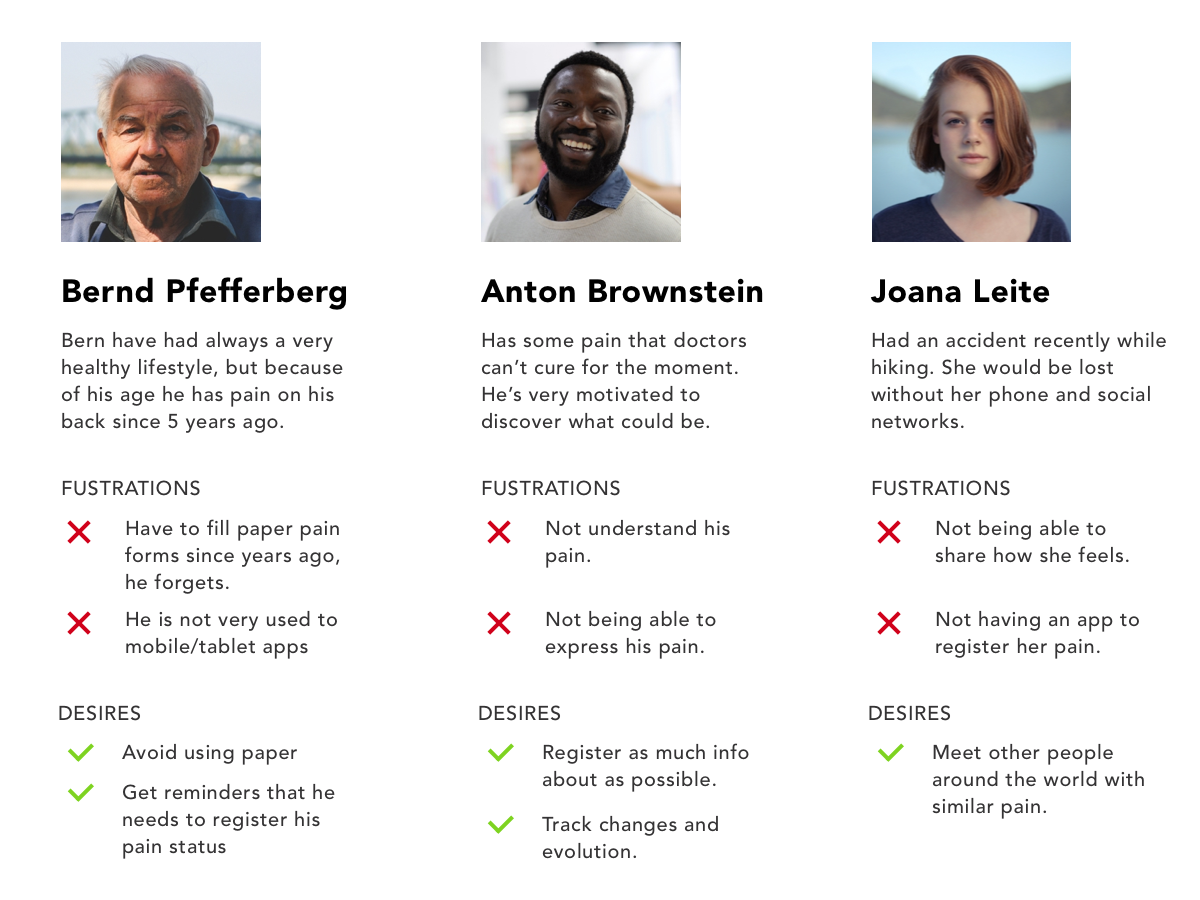 Bernd Pfefferberg
Bern have had always a very
healthy lifestyle, but because
of his age he has pain on his
back since 5 years ago.
FUSTRATIONS
Have to fill paper pain
forms since years ago,
he forgets.
He is not very used to
mobile/tablet apps
DESIRES
Avoid using paper
Get reminders that he
needs to register his
pain status
Anton Brownstein
Has some pain that doctors
can’t cure for the moment.
He’s very motivated to
discover what could be.
FUSTRATIONS
Not understand his
pain.
Not being able to
express his pain.
DESIRES
Register as much info
about as possible.
Track changes and
evolution.
Joana Leite
Had an accident recently while
hiking. She would be lost
without her phone and social
networks.
FUSTRATIONS
Not being able to
share how she feels.
Not having an app to
register her pain.
DESIRES
Meet other people
around the world with
similar pain.